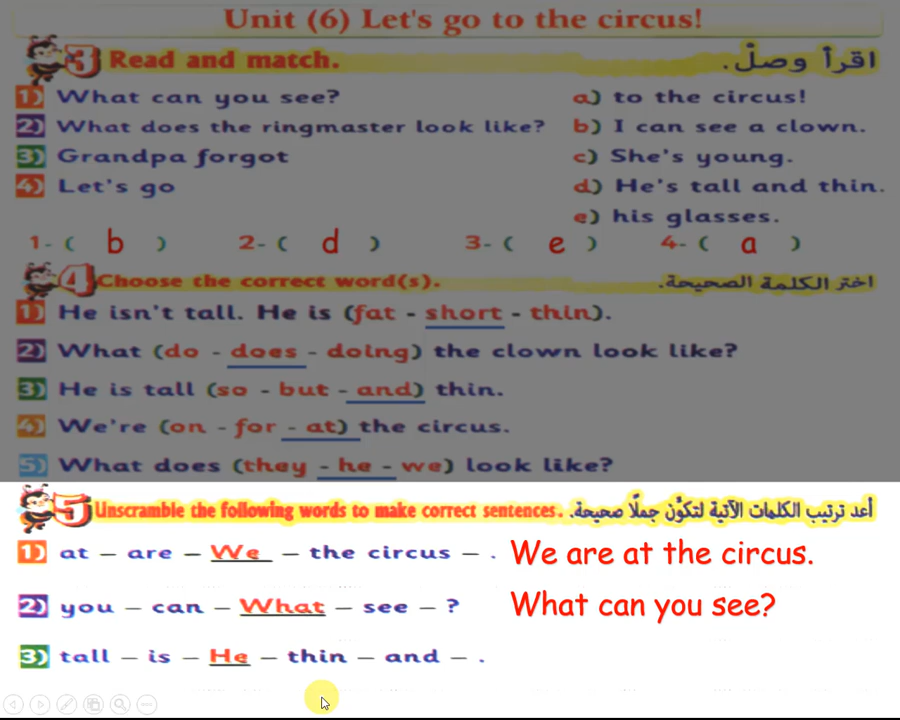 Unit (6) Let's go to the circus!
3 Read and match. اقرأ وصلْ.
1) What can you see? a) to the circus!
2) What does the ringmaster look like? b) I can see a clown.
3) Grandpa forgot c) She's young.
4) Let's go d) He's tall and thin.
e) his glasses.
1- ( b ) 2- ( d ) 3- ( e ) 4- ( a )
4 Choose the correct word(s). اختر الكلمة الصحيحة.
1) He isn't tall. He is (fat - short - thin).
2) What (do - does - doing) the clown look like?
3) He is tall (so - but - and) thin.
4) We're (on - for - at) the circus.
5) What does (they - he - we) look like?
5 Unscramble the following words to make correct sentences. أعد ترتيب الكلمات الآتية لتكوّن جملًا صحيحة.
1) at – are – We – the circus – . We are at the circus.
2) you – can – What – see – ? What can you see?
3) tall – is – He – thin – and – .